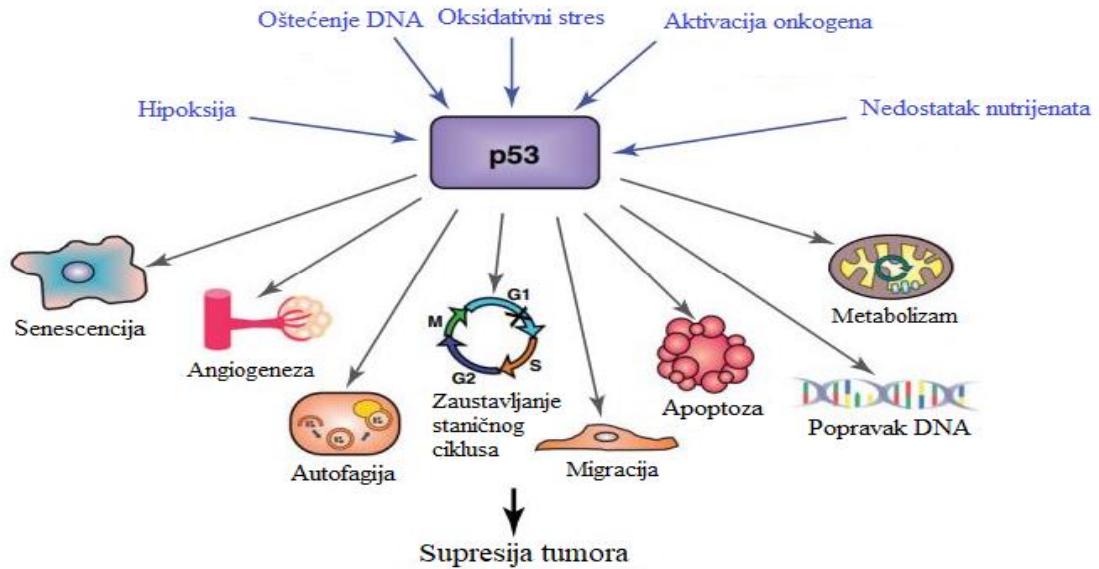 Oštećenje DNA
Oksidativni stres
Aktivacija onkogena
Hipoksija
Nedostatak nutrijenata
p53
Senescencija
Angiogeneza
Autofagija
G1
M
S
G2
Zaustavljanje
staničnog
ciklusa
Migracija
Apoptoza
Metabolizam
Popravak DNA
Supresija tumora